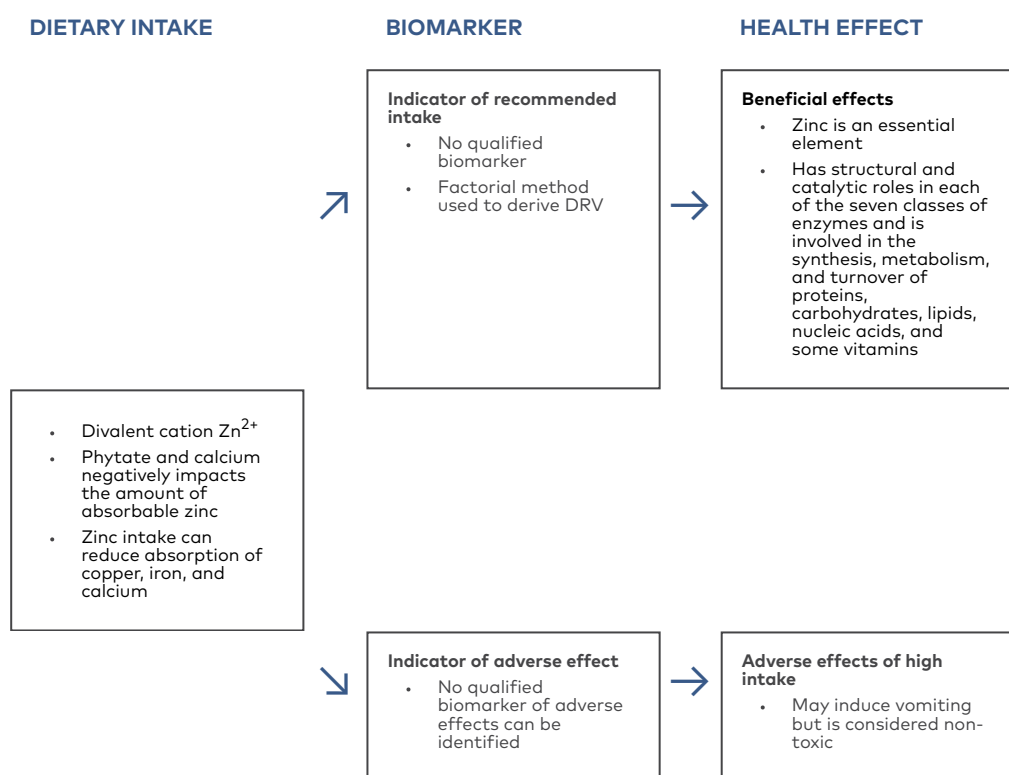 DIETARY INTAKE
BIOMARKER
HEALTH EFFECT
Indicator of recommended
intake
• No qualified
biomarker
• Factorial method
used to derive DRV
Beneficial effects
• Zinc is an essential
element
• Has structural and
catalytic roles in each
of the seven classes of
enzymes and is
involved in the
synthesis, metabolism,
and turnover of
proteins,
carbohydrates, lipids,
nucleic acids, and
some vitamins
• Divalent cation Zn²⁺
• Phytate and calcium
negatively impacts
the amount of
absorbable zinc
• Zinc intake can
reduce absorption of
copper, iron, and
calcium
Indicator of adverse effect
• No qualified
biomarker of adverse
effects can be
identified
Adverse effects of high
intake
• May induce vomiting
but is considered non-
toxic